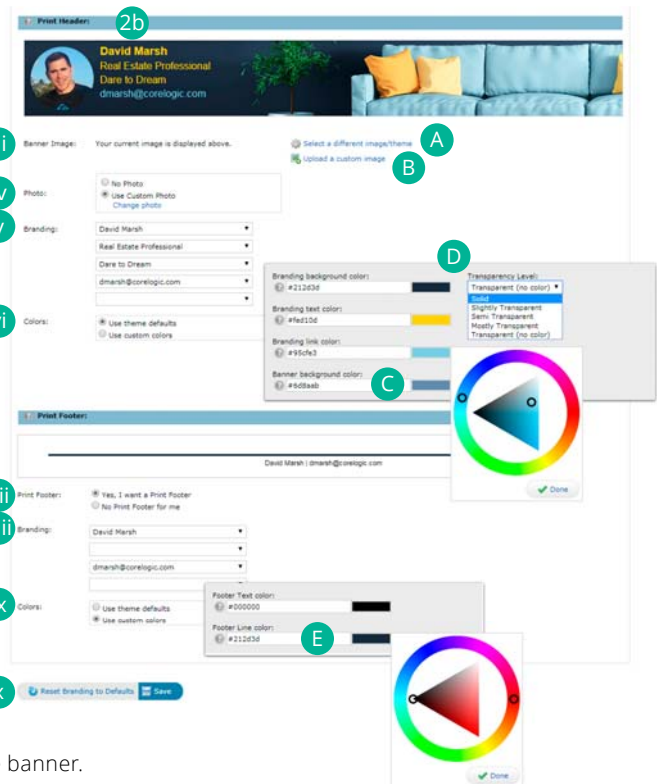 Print Header:
2b
David Marsh
Real Estate Professional
Dare to Dream
dmarsh@corelogic.com
i
Banner Image:
Your current image is displayed above.
Select a different image/theme
A
Upload a custom image
B
v
Photo:
No Photo
Use Custom Photo
Change photo
v
Branding:
David Marsh
Real Estate Professional
Dare to Dream
dmarsh@corelogic.com
D
Branding background color:
#212d3d
Transparency Level:
Transparent (no color)
Solid
Slightly Transparent
Semi Transparent
Mostly Transparent
Transparent (no color)
Branding text color:
#fed10d
Branding link color:
#95cfe3
Banner background color:
#6d8aab
C
vi
Colors:
Use theme defaults
Use custom colors
Done
Print Footer:
David Marsh | dmarsh@corelogic.com
ii
Print Footer:
Yes, I want a Print Footer
No Print Footer for me
ii
Branding:
David Marsh
dmarsh@corelogic.com
x
Colors:
Use theme defaults
Use custom colors
Footer Text color:
#000000
Footer Line color:
#212d3d
E
Done
x
Reset Branding to Defaults
Save
banner.